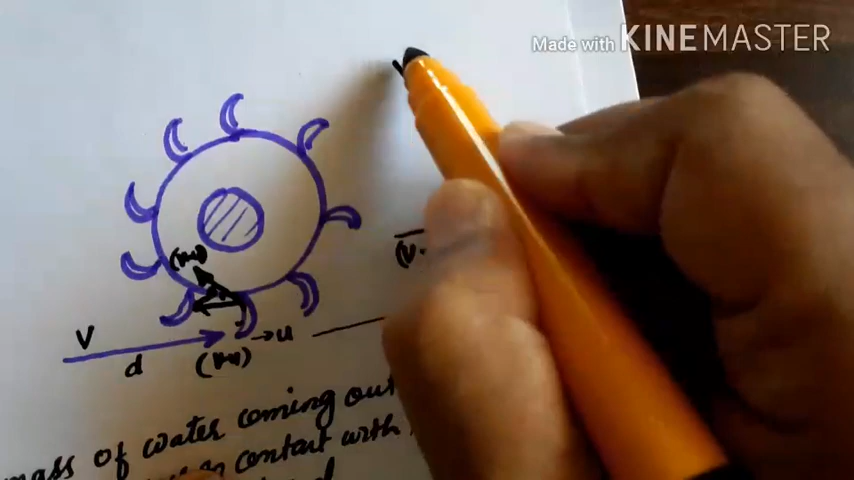 Made with KINEMASTER
(V-u)
(V-
V
→u
d
(V-u)
mass of water coming out
contact with